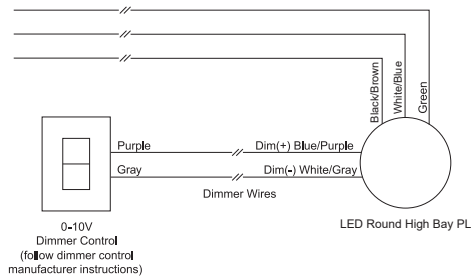 Black/Brown
White/Blue
Green
Purple
Dim(+) Blue/Purple
Gray
Dim(-) White/Gray
Dimmer Wires
LED Round High Bay PL
0-10V
Dimmer Control
(follow dimmer control
manufacturer instructions)